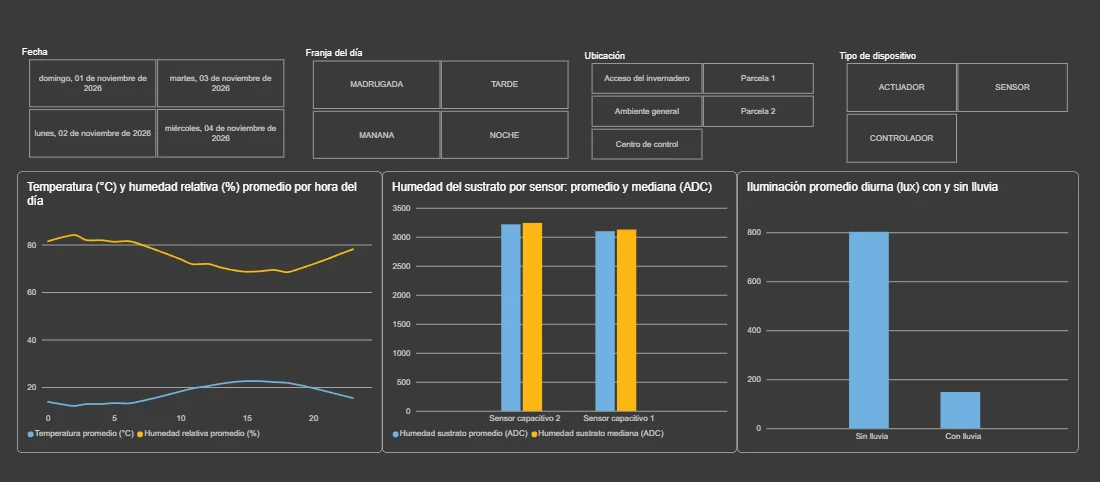 Fecha
domingo, 01 de noviembre de
2026
martes, 03 de noviembre de
2026
lunes, 02 de noviembre de 2026
miércoles, 04 de noviembre de
2026
Franja del día
MADRUGADA
TARDE
MANANA
NOCHE
Ubicación
Acceso del invernadero
Parcela 1
Ambiente general
Parcela 2
Centro de control
Tipo de dispositivo
ACTUADOR
SENSOR
CONTROLADOR
Temperatura (°C) y humedad relativa (%) promedio por hora del
día
80
60
40
20
0 5 10 15 20
Temperatura promedio (°C) Humedad relativa promedio (%)
Humedad del sustrato por sensor: promedio y mediana (ADC)
3500
3000
2500
2000
1500
1000
500
0
Sensor capacitivo 2 Sensor capacitivo 1
Humedad sustrato promedio (ADC) Humedad sustrato mediana (ADC)
Iluminación promedio diurna (lux) con y sin lluvia
800
600
400
200
0
Sin lluvia Con lluvia